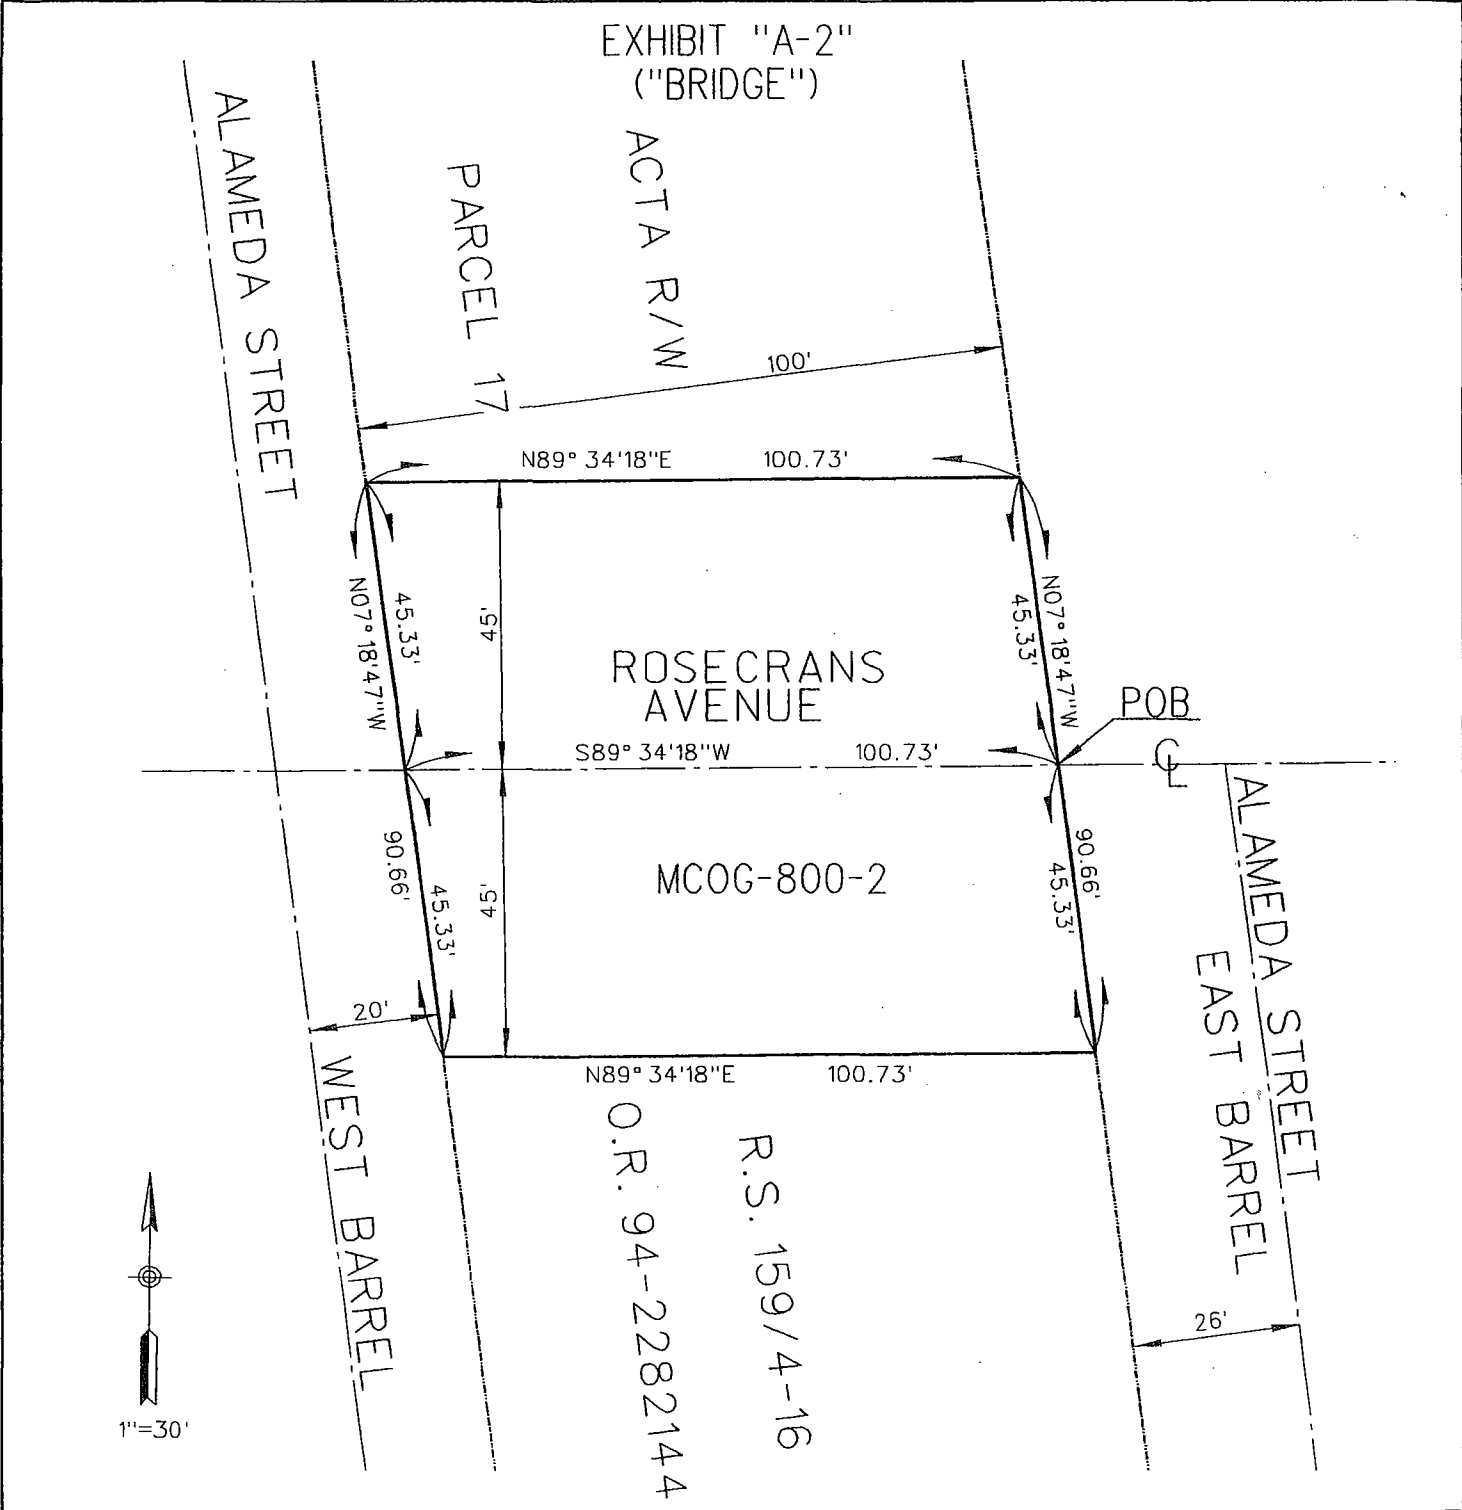 EXHIBIT "A-2"
("BRIDGE")
ALAMEDA STREET
PARCEL 17
ACTA R/W
100'
N89° 34'18"E 100.73'
N07° 18'47"W
45.33'
45'
ROSECRANS
AVENUE
45.33'
N07° 18'47"W
POB
S89° 34'18"W 100.73'
CL
90.66'
45.33'
45'
MCOG-800-2
90.66'
45.33'
ALAMEDA STREET
EAST BARREL
20'
WEST BARREL
N89° 34'18"E 100.73'
O.R. 94-2282144
R.S. 159/4-16
26'
1"=30'